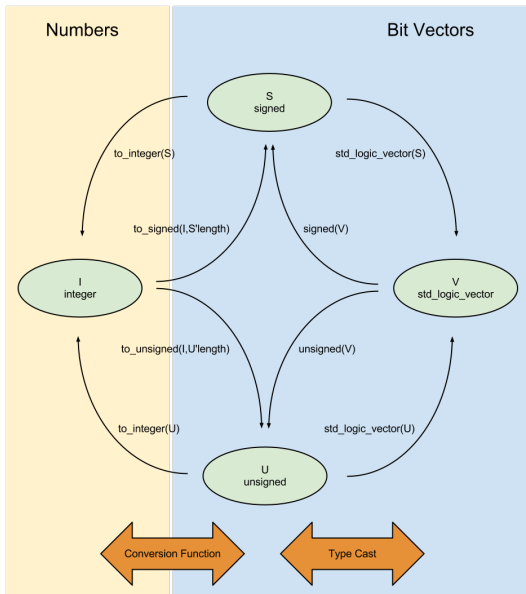 Numbers
Bit Vectors
S
signed
to_integer(S)
std_logic_vector(S)
to_signed(I,S'length)
signed(V)
I
integer
V
std_logic_vector
to_unsigned(I,U'length)
unsigned(V)
to_integer(U)
std_logic_vector(U)
U
unsigned
Conversion Function
Type Cast